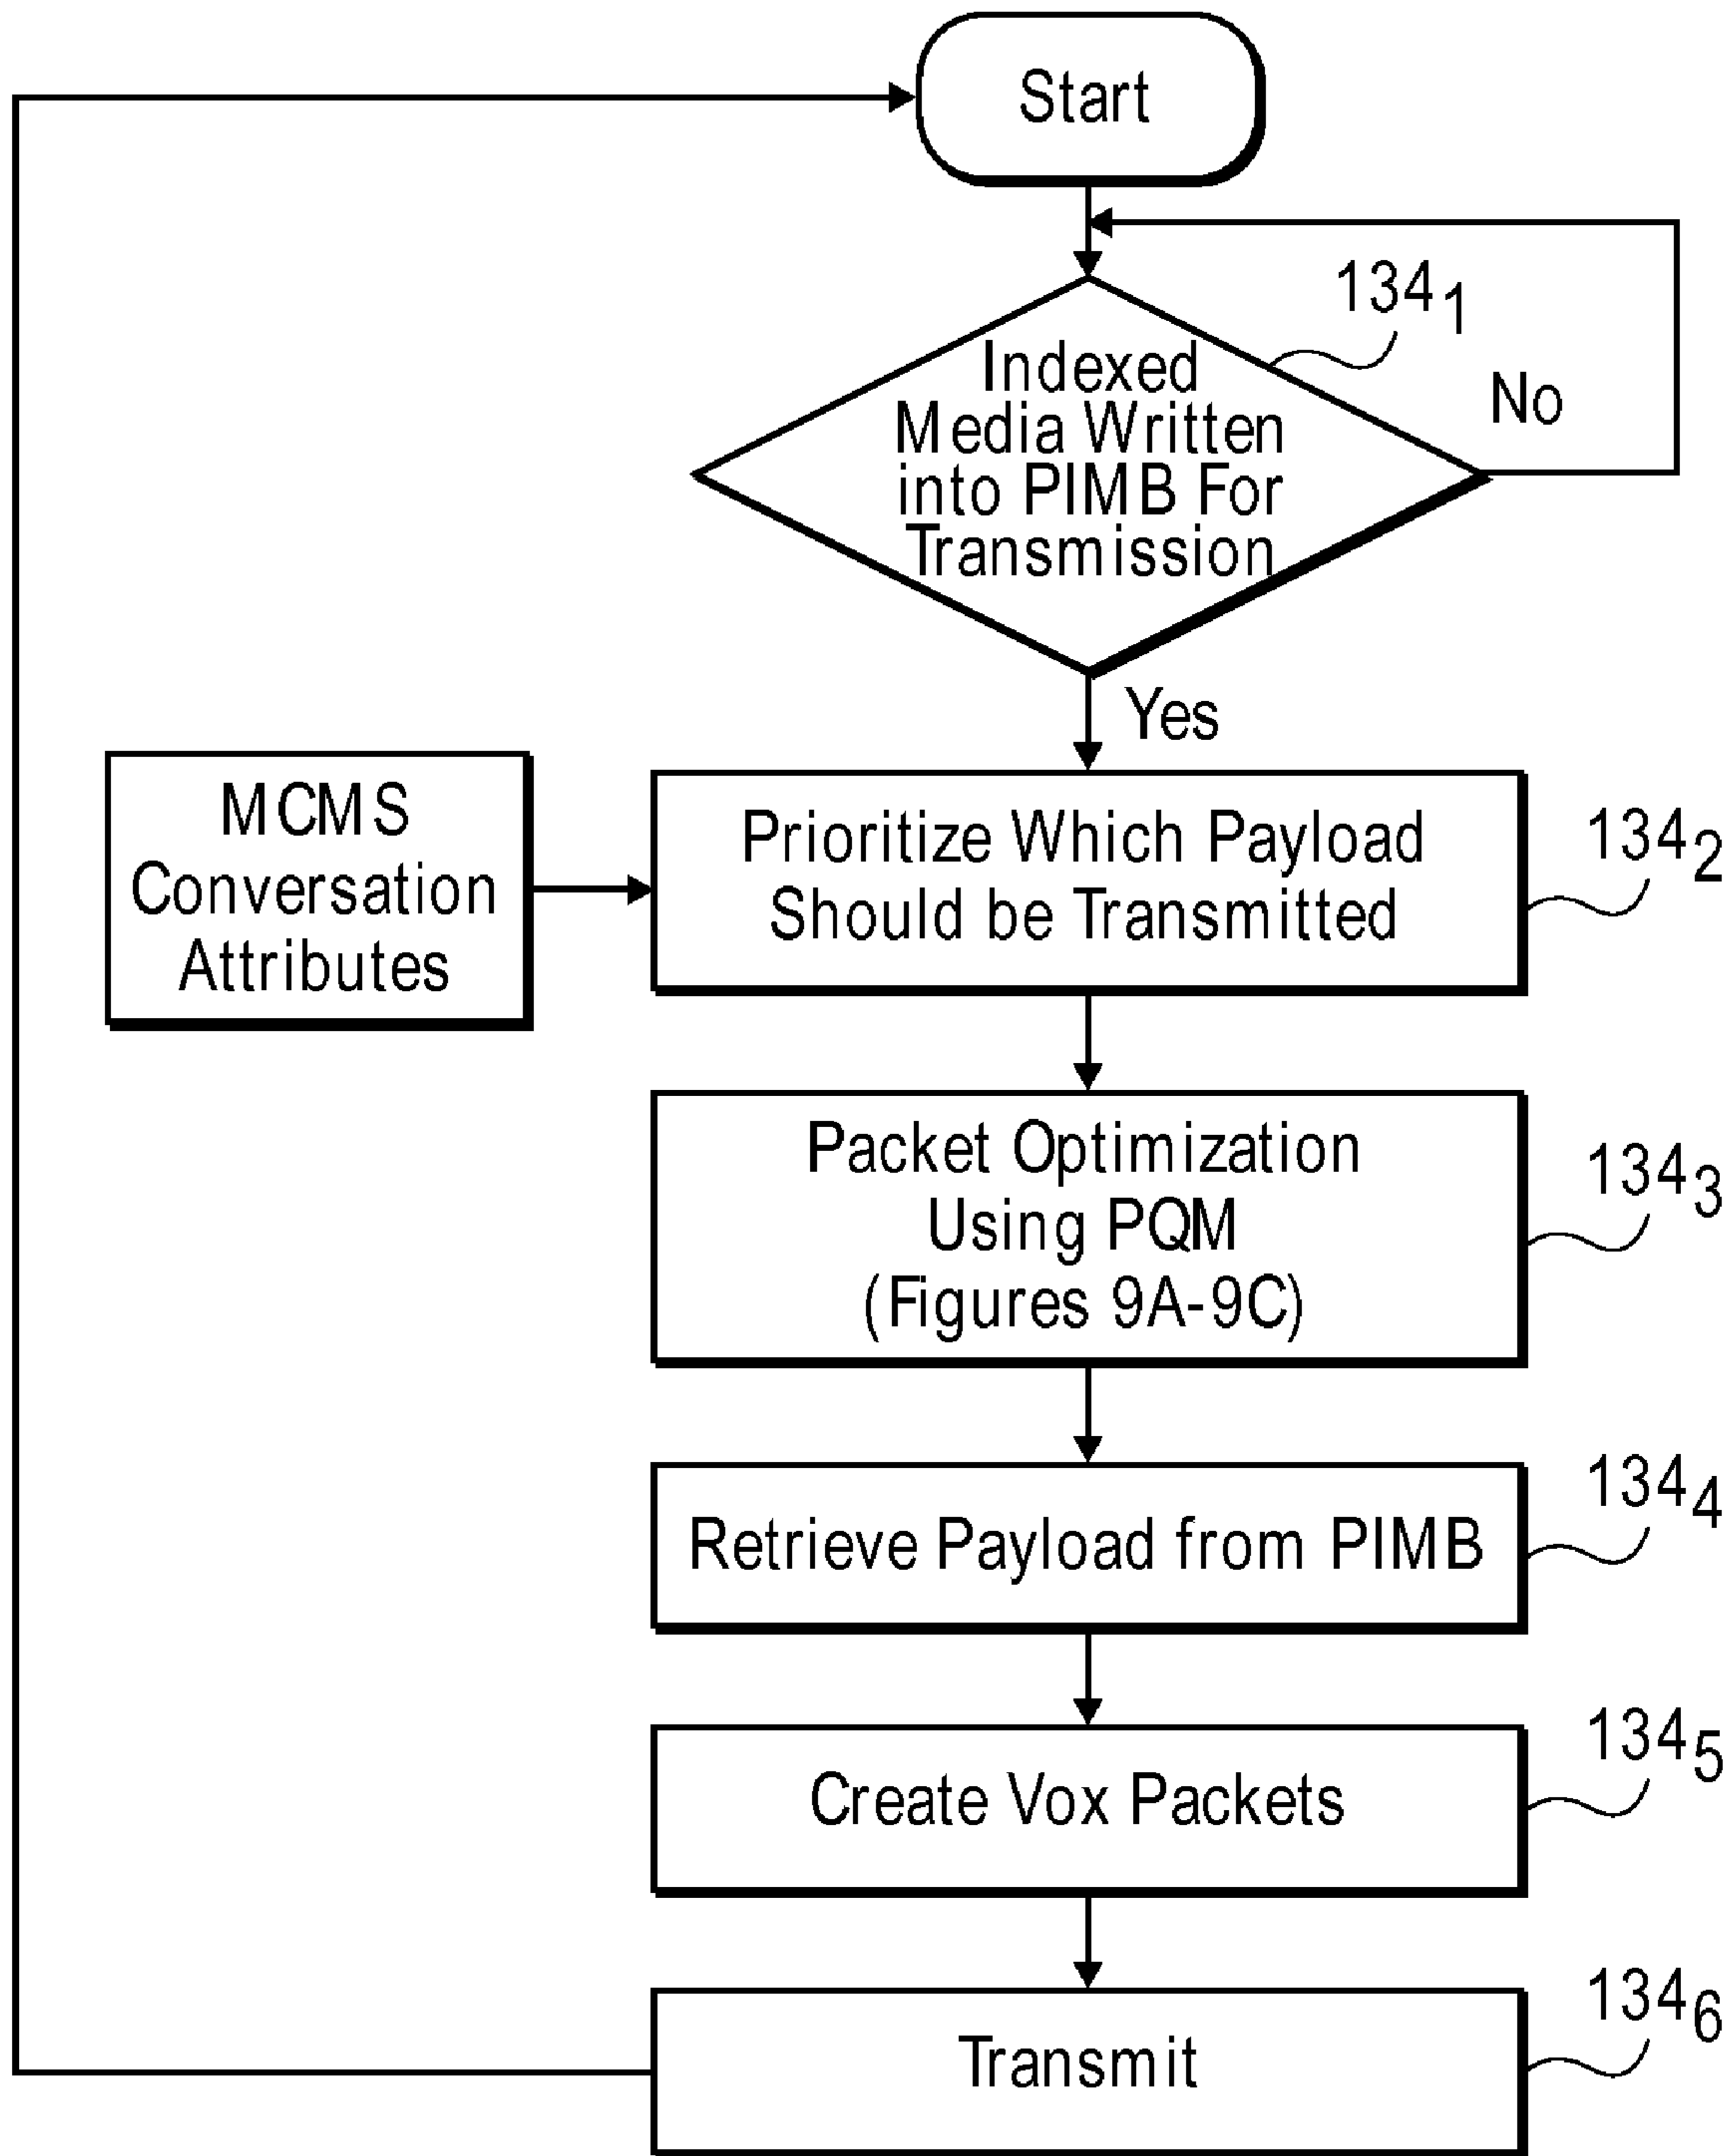 Start
134₁
Indexed
Media Written
into PIMB For
Transmission
No
Yes
MCMS
Conversation
Attributes
Prioritize Which Payload
Should be Transmitted
134₂
Packet Optimization
Using PQM
(Figures 9A-9C)
134₃
Retrieve Payload from PIMB
134₄
Create Vox Packets
134₅
Transmit
134₆